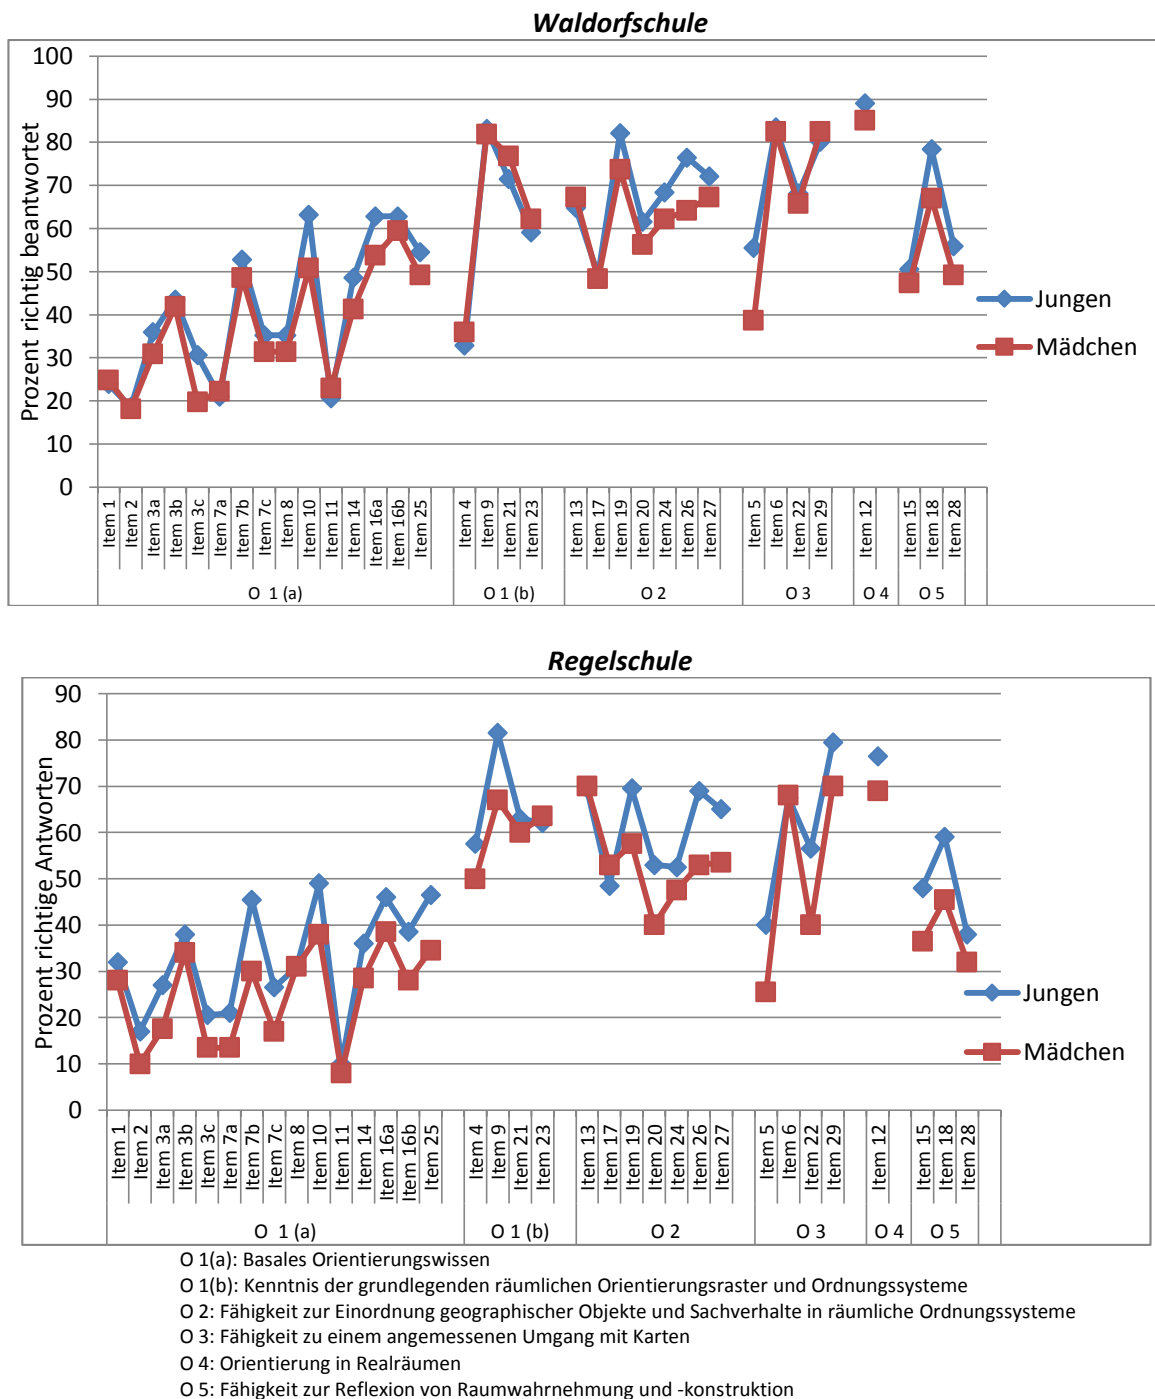 Waldorfschule
Prozent richtig beantwortet
100
90
80
70
60
50
40
30
20
10
0
Item 1
Item 2
Item 3a
Item 3b
Item 3c
Item 7a
Item 7b
Item 7c
Item 8
Item 10
Item 11
Item 14
Item 16a
Item 16b
Item 25
Item 4
Item 9
Item 21
Item 23
Item 13
Item 17
Item 19
Item 20
Item 24
Item 26
Item 27
Item 5
Item 6
Item 22
Item 29
Item 12
Item 15
Item 18
Item 28
O 1 (a)
O 1 (b)
O 2
O 3
O 4
O 5
Jungen
Mädchen
Regelschule
Prozent richtige Antworten
90
80
70
60
50
40
30
20
10
0
Item 1
Item 2
Item 3a
Item 3b
Item 3c
Item 7a
Item 7b
Item 7c
Item 8
Item 10
Item 11
Item 14
Item 16a
Item 16b
Item 25
Item 4
Item 9
Item 21
Item 23
Item 13
Item 17
Item 19
Item 20
Item 24
Item 26
Item 27
Item 5
Item 6
Item 22
Item 29
Item 12
Item 15
Item 18
Item 28
O 1 (a)
O 1 (b)
O 2
O 3
O 4
O 5
Jungen
Mädchen
O 1(a): Basales Orientierungswissen
O 1(b): Kenntnis der grundlegenden räumlichen Orientierungsraster und Ordnungssysteme
O 2: Fähigkeit zur Einordnung geographischer Objekte und Sachverhalte in räumliche Ordnungssysteme
O 3: Fähigkeit zu einem angemessenen Umgang mit Karten
O 4: Orientierung in Realräumen
O 5: Fähigkeit zur Reflexion von Raumwahrnehmung und -konstruktion